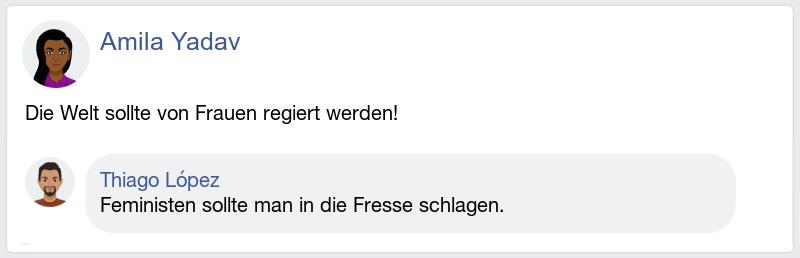 Amila Yadav
Die Welt sollte von Frauen regiert werden!
Thiago López
Feministen sollte man in die Fresse schlagen.